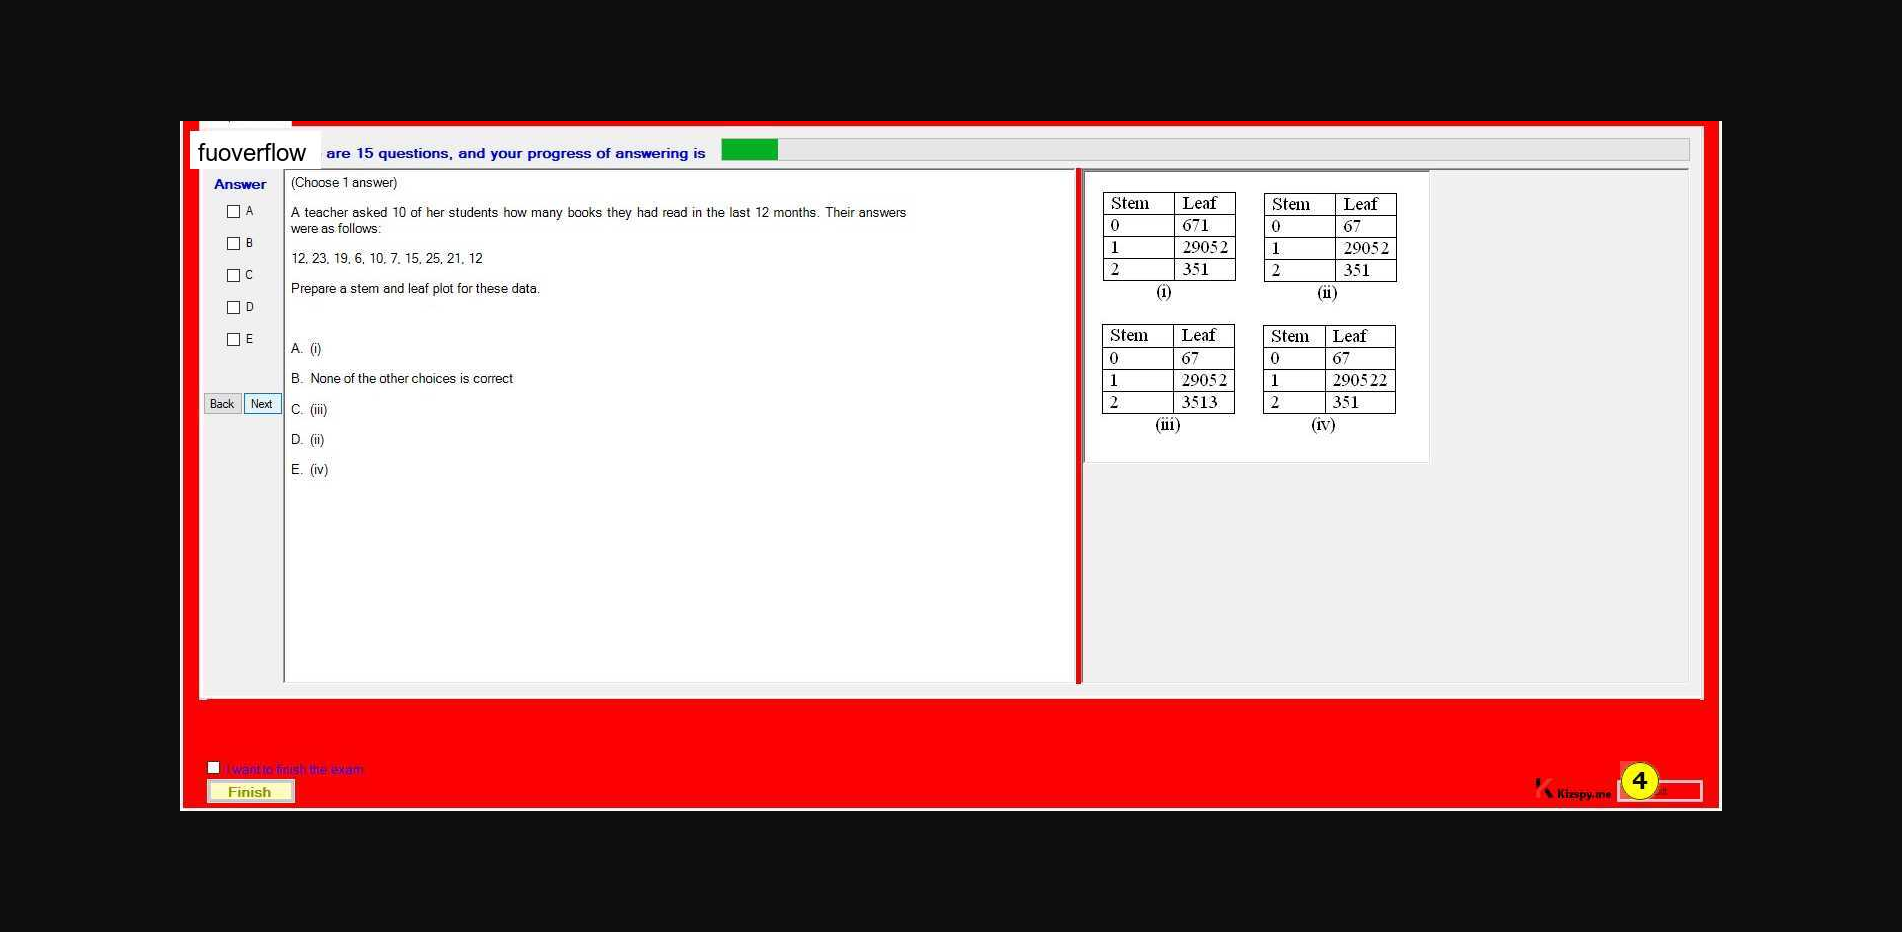 fuoverflow are 15 questions, and your progress of answering is
Answer
A
B
C
D
E
Back Next
(Choose 1 answer)
A teacher asked 10 of her students how many books they had read in the last 12 months. Their answers
were as follows:
12, 23, 19, 6, 10, 7, 15, 25, 21, 12
Prepare a stem and leaf plot for these data.
A. (i)
B. None of the other choices is correct
C. (iii)
D. (ii)
E. (iv)
Stem Leaf
0 671
1 29052
2 351
(i)
Stem Leaf
0 67
1 29052
2 351
(ii)
Stem Leaf
0 67
1 29052
2 3513
(iii)
Stem Leaf
0 67
1 290522
2 351
(iv)
I want to finish the exam
Finish
Kizspy.me
4